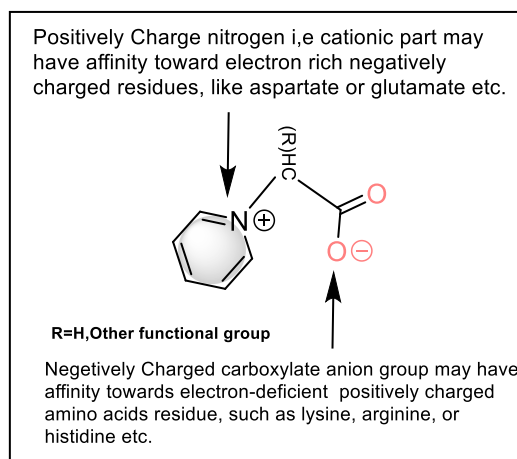 Positively Charge nitrogen i,e cationic part may
have affinity toward electron rich negatively
charged residues, like aspartate or glutamate etc.
(R)HC
O
N
⊕
O
⊖
R=H,Other functional group
Negetively Charged carboxylate anion group may have
affinity towards electron-deficient positively charged
amino acids residue, such as lysine, arginine, or
histidine etc.